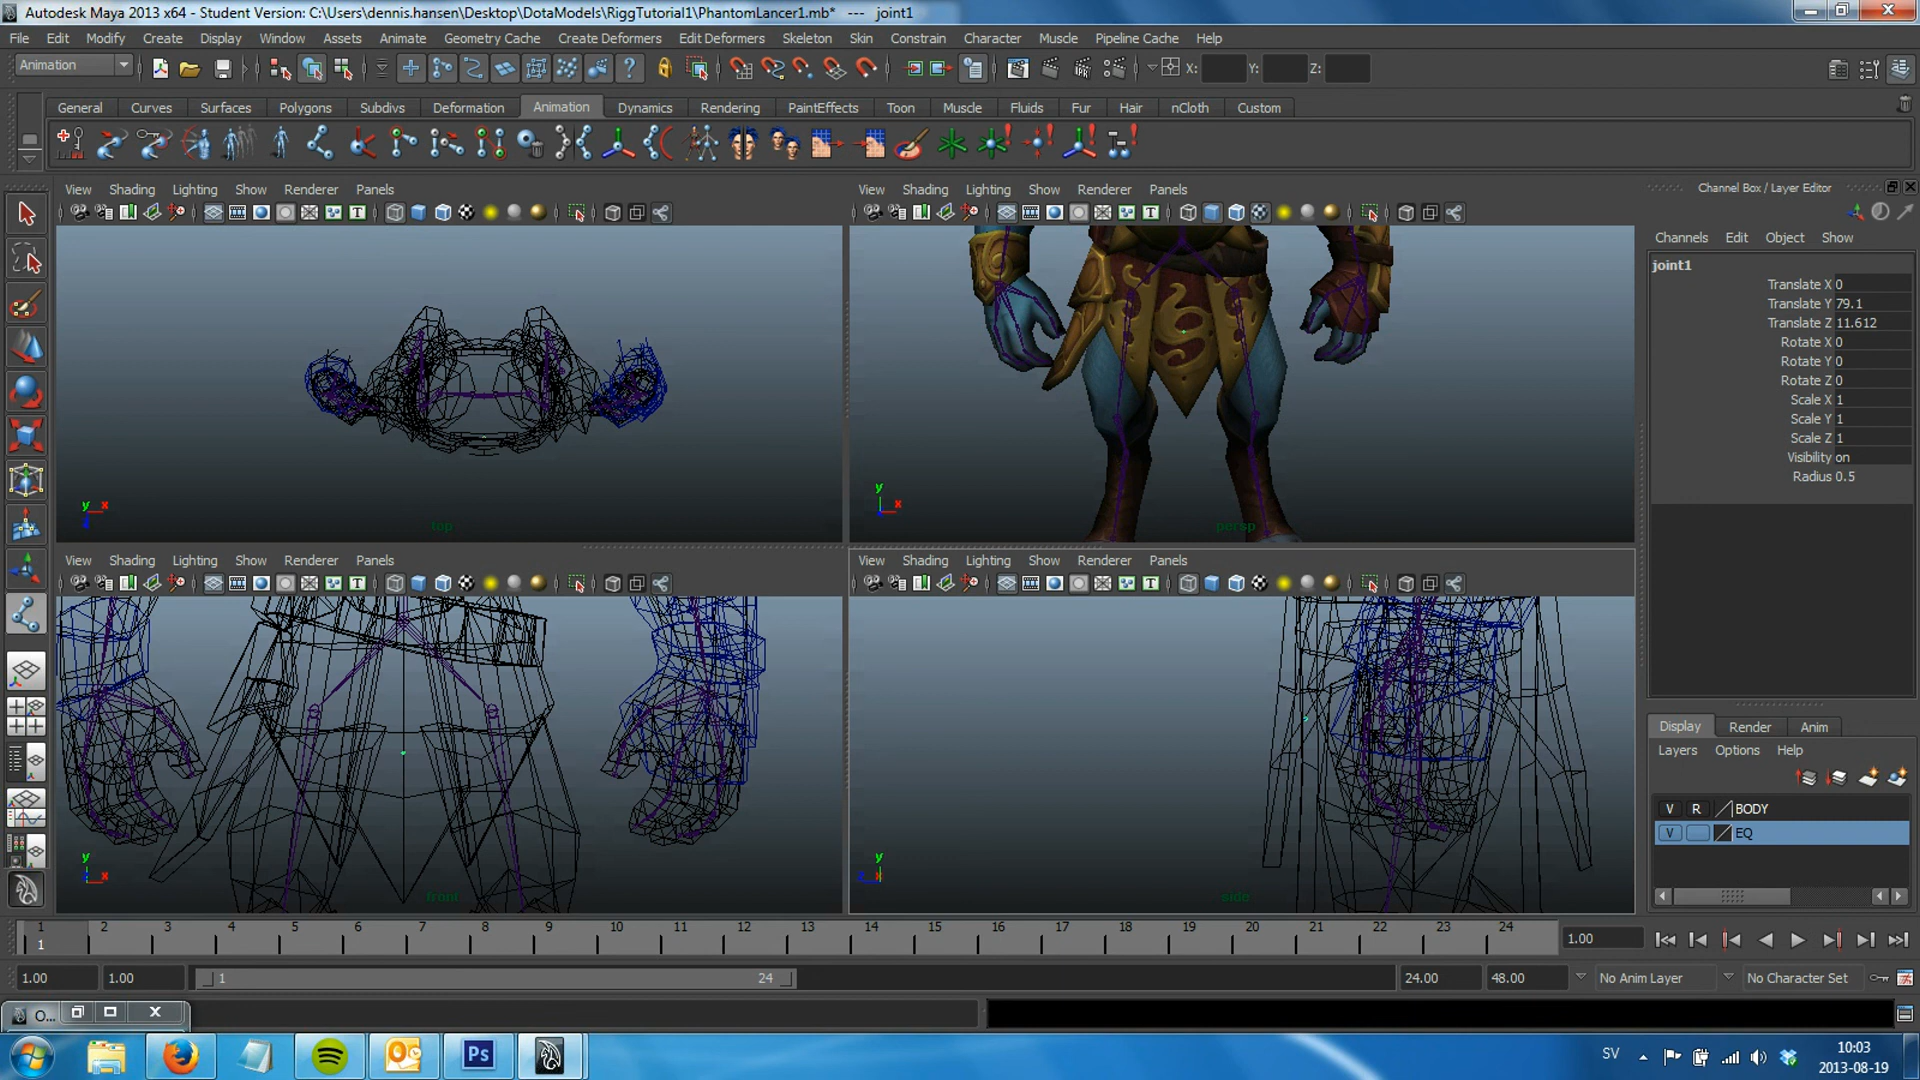 Autodesk Maya 2013 x64 - Student Version: C:\Users\dennis.hansen\Desktop\DotaModels\RiggTutorial1\PhantomLancer1.mb* --- joint1
File Edit Modify Create Display Window Assets Animate Geometry Cache Create Deformers Edit Deformers Skeleton Skin Constrain Character Muscle Pipeline Cache Help
Animation X: Y: Z:
General Curves Surfaces Polygons Subdivs Deformation Animation Dynamics Rendering PaintEffects Toon Muscle Fluids Fur Hair nCloth Custom
View Shading Lighting Show Renderer Panels
top
y x
View Shading Lighting Show Renderer Panels
persp
y x
View Shading Lighting Show Renderer Panels
front
y x
View Shading Lighting Show Renderer Panels
side
y
Channel Box / Layer Editor
Channels Edit Object Show
joint1
Translate X 0
Translate Y 79.1
Translate Z 11.612
Rotate X 0
Rotate Y 0
Rotate Z 0
Scale X 1
Scale Y 1
Scale Z 1
Visibility on
Radius 0.5
Display Render Anim
Layers Options Help
V R BODY
V EQ
1 2 3 4 5 6 7 8 9 10 11 12 13 14 15 16 17 18 19 20 21 22 23 24
1 1.00
1.00 1.00 1 24 24.00 48.00 No Anim Layer No Character Set
O...
Ps SV 10:03
2013-08-19